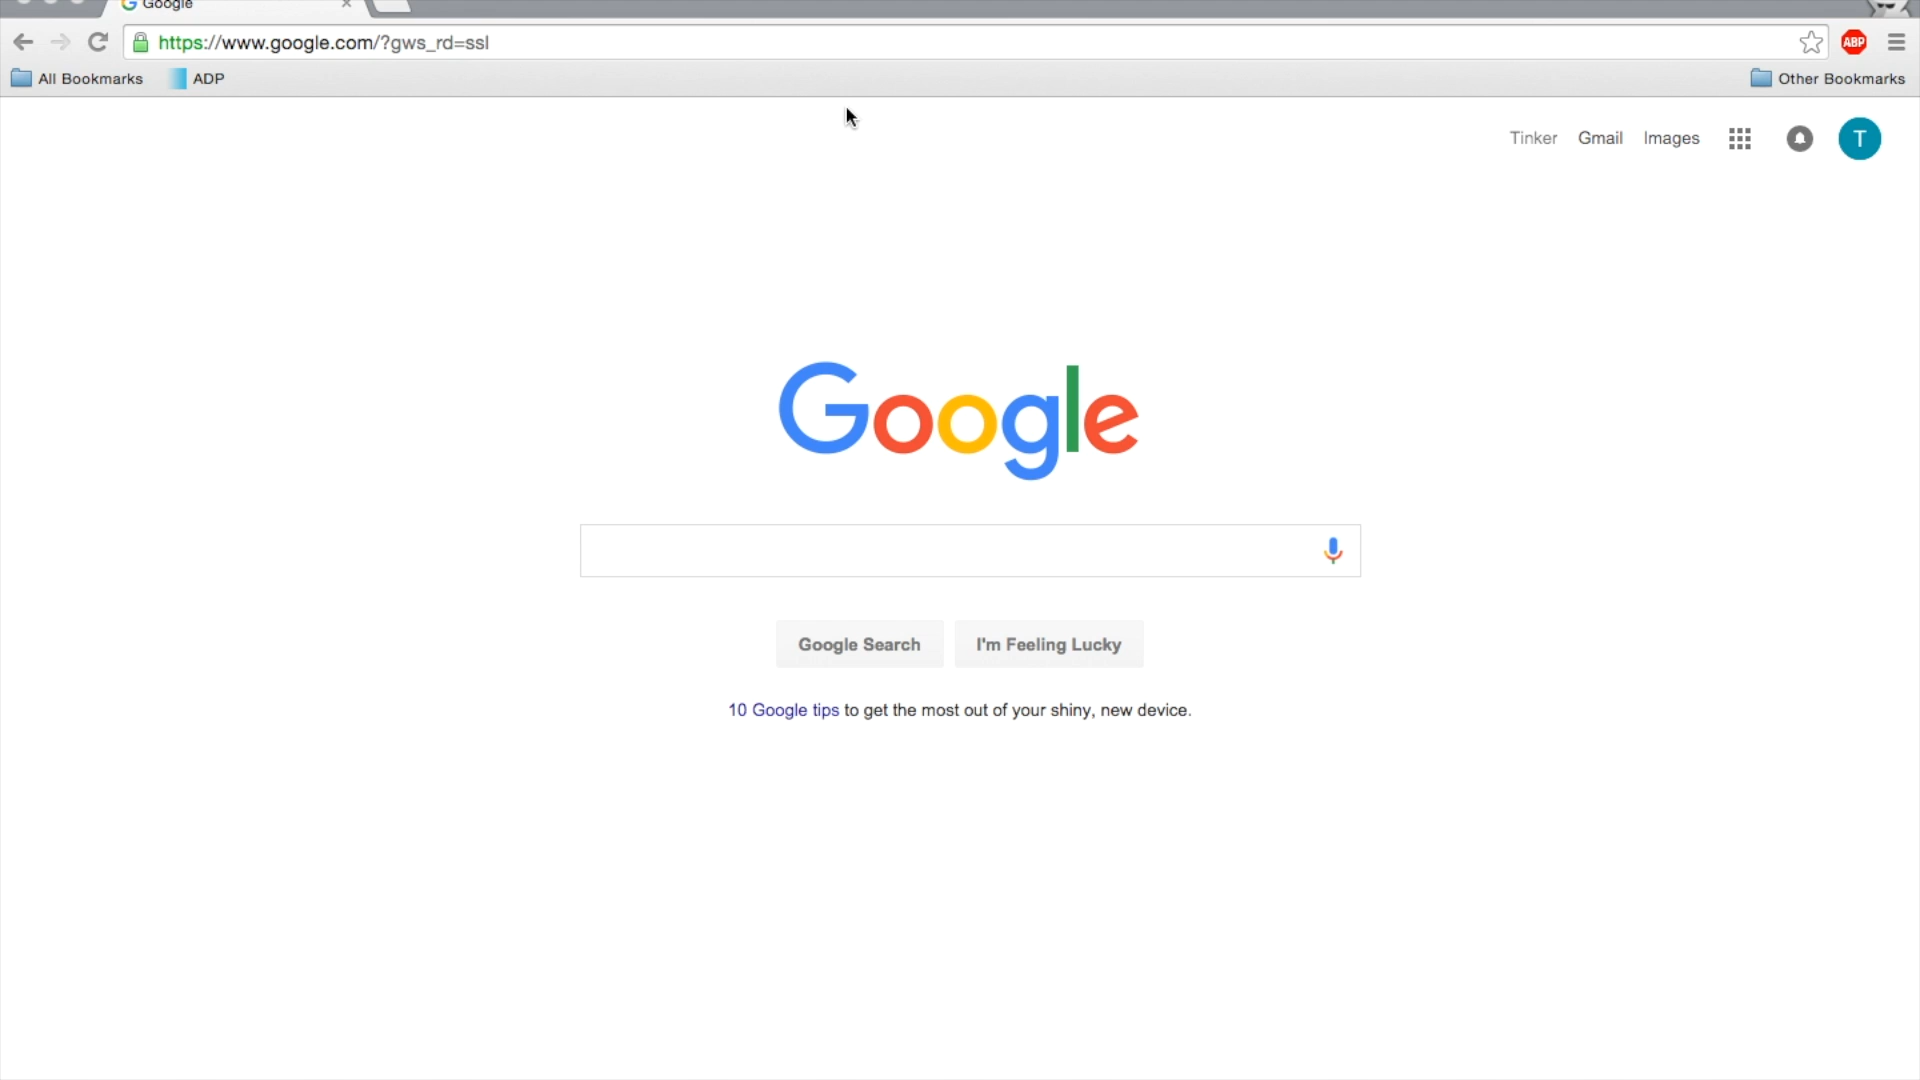 Google
https://www.google.com/?gws_rd=ssl
ABP
All Bookmarks
ADP
Other Bookmarks
Tinker
Gmail
Images
T
Google
Google Search
I'm Feeling Lucky
10 Google tips to get the most out of your shiny, new device.